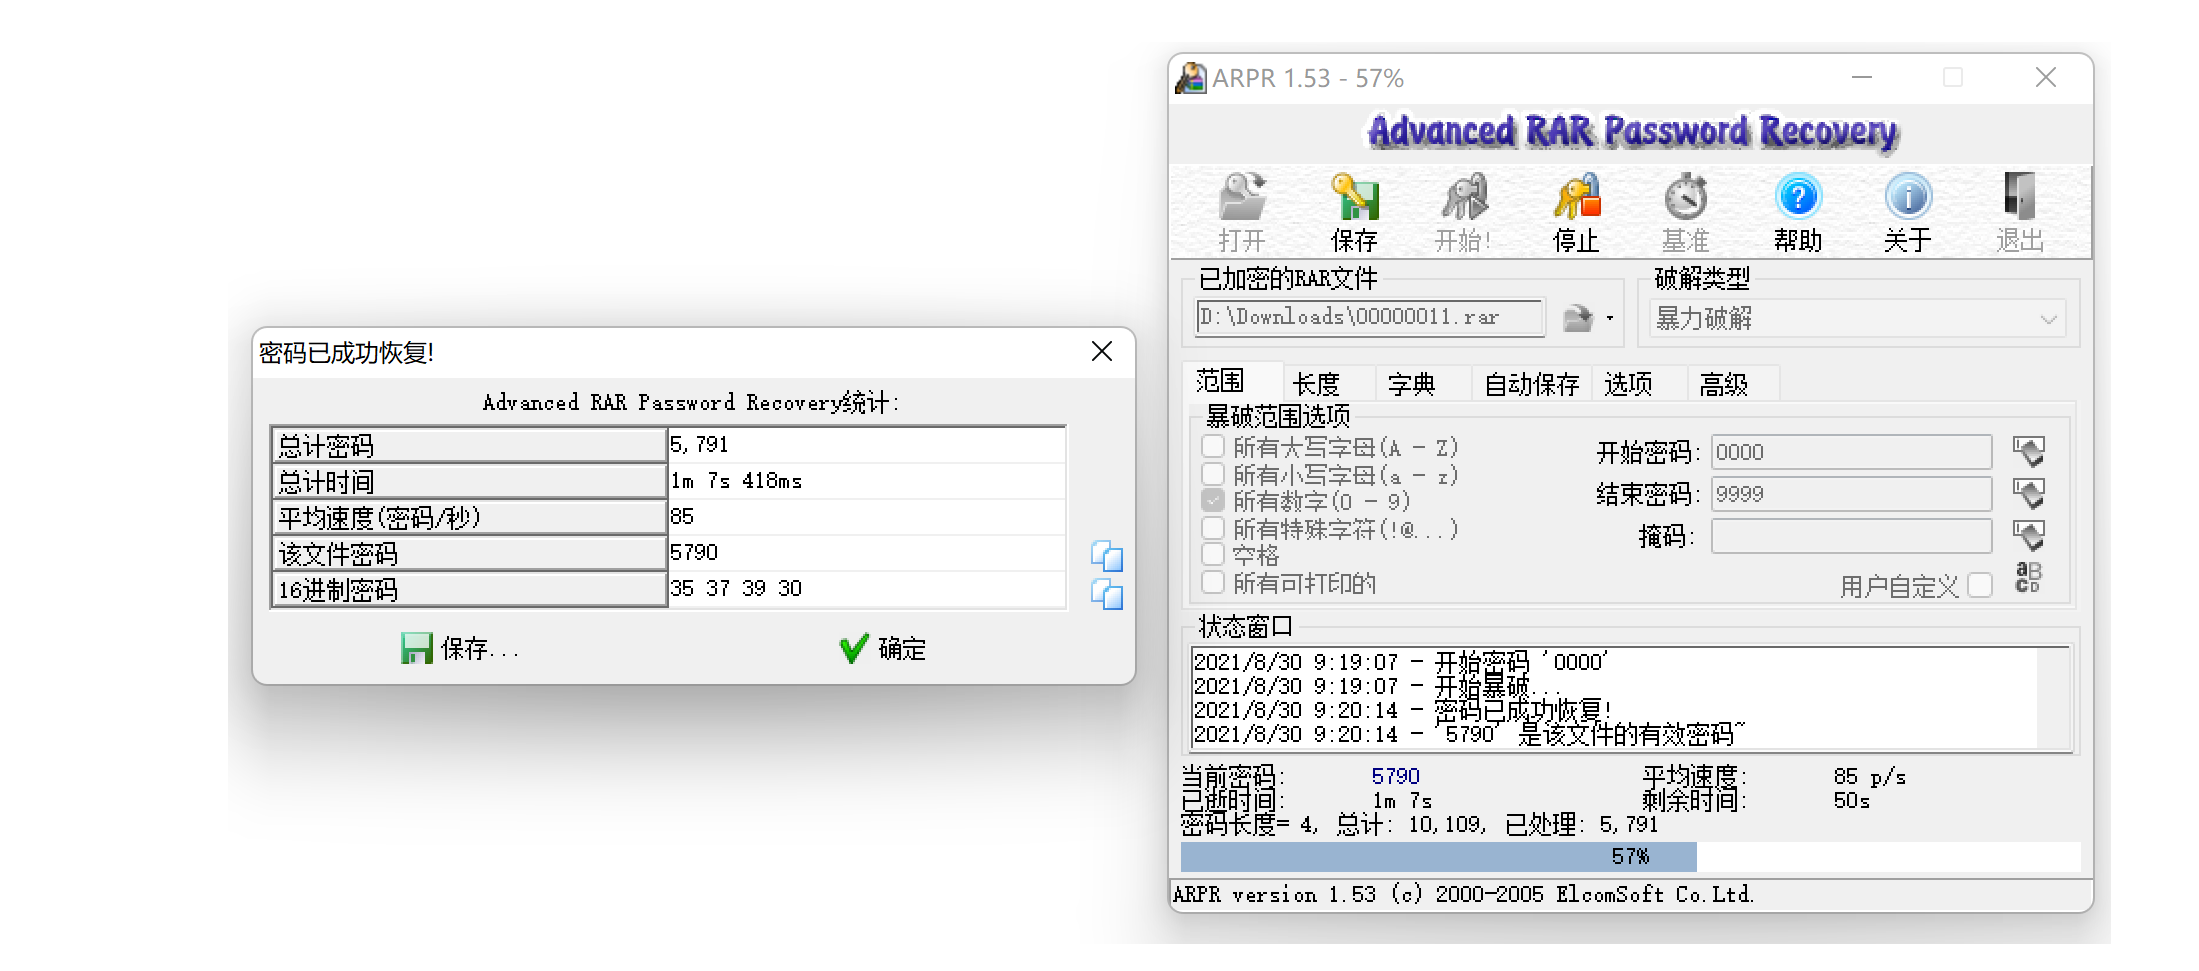 密码已成功恢复!
Advanced RAR Password Recovery统计:
总计密码 5,791
总计时间 1m 7s 418ms
平均速度(密码/秒) 85
该文件密码 5790
16进制密码 35 37 39 30
保存... 确定
ARPR 1.53 - 57%
Advanced RAR Password Recovery
打开 保存 开始! 停止 基准 帮助 关于 退出
已加密的RAR文件 破解类型
D:\Downloads\00000011.rar 暴力破解
范围 长度 字典 自动保存 选项 高级
暴破范围选项
所有大写字母(A - Z) 开始密码: 0000
所有小写字母(a - z)
所有数字(0 - 9) 结束密码: 9999
所有特殊字符(!@...) 掩码:
空格
所有可打印的 用户自定义 aBCD
状态窗口
2021/8/30 9:19:07 - 开始密码 '0000'
2021/8/30 9:19:07 - 开始暴破...
2021/8/30 9:20:14 - 密码已成功恢复!
2021/8/30 9:20:14 - '5790' 是该文件的有效密码~
当前密码: 5790 平均速度: 85 p/s
已逝时间: 1m 7s 剩余时间: 50s
密码长度= 4, 总计: 10,109, 已处理: 5,791
57%
ARPR version 1.53 (c) 2000-2005 ElcomSoft Co.Ltd.